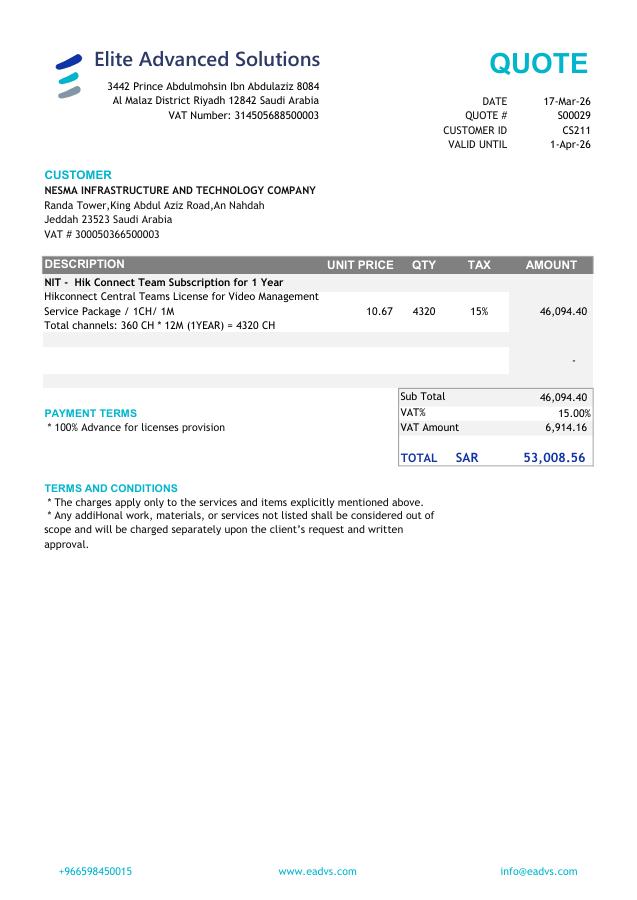 Elite Advanced Solutions
QUOTE
3442 Prince Abdulmohsin Ibn Abdulaziz 8084
Al Malaz District Riyadh 12842 Saudi Arabia
VAT Number: 314505688500003
DATE 17-Mar-26
QUOTE # S00029
CUSTOMER ID CS211
VALID UNTIL 1-Apr-26
CUSTOMER
NESMA INFRASTRUCTURE AND TECHNOLOGY COMPANY
Randa Tower,King Abdul Aziz Road,An Nahdah
Jeddah 23523 Saudi Arabia
VAT # 300050366500003
DESCRIPTION UNIT PRICE QTY TAX AMOUNT
NIT - Hik Connect Team Subscription for 1 Year
Hikconnect Central Teams License for Video Management
Service Package / 1CH/ 1M 10.67 4320 15% 46,094.40
Total channels: 360 CH * 12M (1YEAR) = 4320 CH
-
Sub Total 46,094.40
PAYMENT TERMS VAT% 15.00%
* 100% Advance for licenses provision VAT Amount 6,914.16
TOTAL SAR 53,008.56
TERMS AND CONDITIONS
* The charges apply only to the services and items explicitly mentioned above.
* Any addiHonal work, materials, or services not listed shall be considered out of
scope and will be charged separately upon the client’s request and written
approval.
+966598450015 www.eadvs.com info@eadvs.com